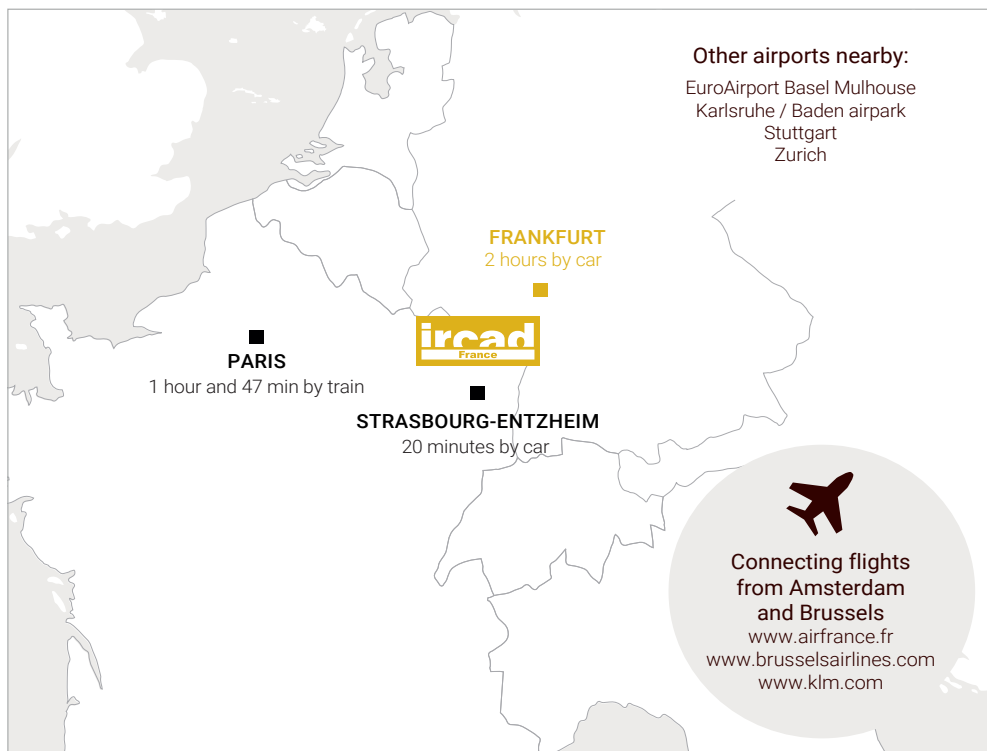 Other airports nearby:
EuroAirport Basel Mulhouse
Karlsruhe / Baden airpark
Stuttgart
Zurich
FRANKFURT
2 hours by car
ircad
France
PARIS
1 hour and 47 min by train
STRASBOURG-ENTZHEIM
20 minutes by car
Connecting flights
from Amsterdam
and Brussels
www.airfrance.fr
www.brusselsairlines.com
www.klm.com